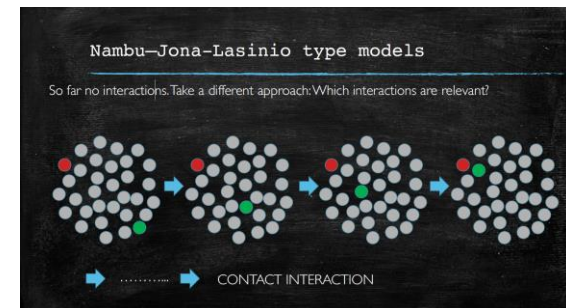 Nambu–Jona-Lasinio type models
So far no interactions. Take a different approach: Which interactions are relevant?
............ CONTACT INTERACTION